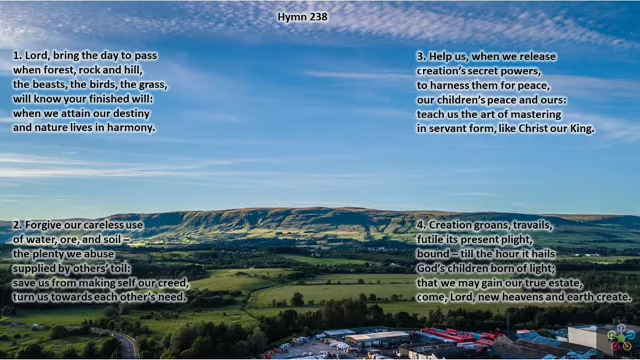 Hymn 238
1. Lord, bring the day to pass
when forest, rock and hill,
the beasts, the birds, the grass,
will know your finished will:
when we attain our destiny
and nature lives in harmony.
2. Forgive our careless use
of water, ore, and soil –
the plenty we abuse
supplied by others' toil:
save us from making self our creed,
turn us towards each other's need.
3. Help us, when we release
creation's secret powers,
to harness them for peace,
our children's peace and ours:
teach us the art of mastering
in servant form, like Christ our King.
4. Creation groans, travails,
futile its present plight,
bound – till the hour it hails
God's children born of light;
that we may gain our true estate,
come, Lord, new heavens and earth create.